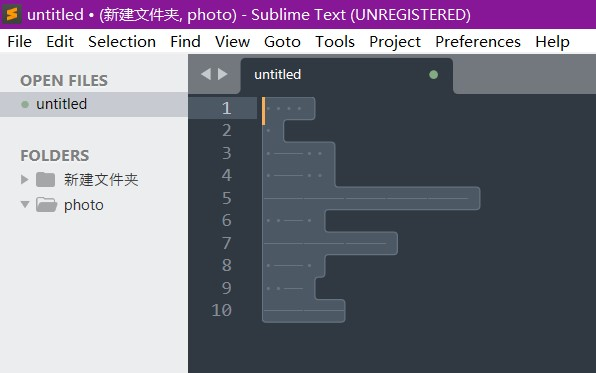 untitled • (新建文件夹, photo) - Sublime Text (UNREGISTERED)
File Edit Selection Find View Goto Tools Project Preferences Help
OPEN FILES
untitled
FOLDERS
新建文件夹
photo
untitled
1
2
3
4
5
6
7
8
9
10